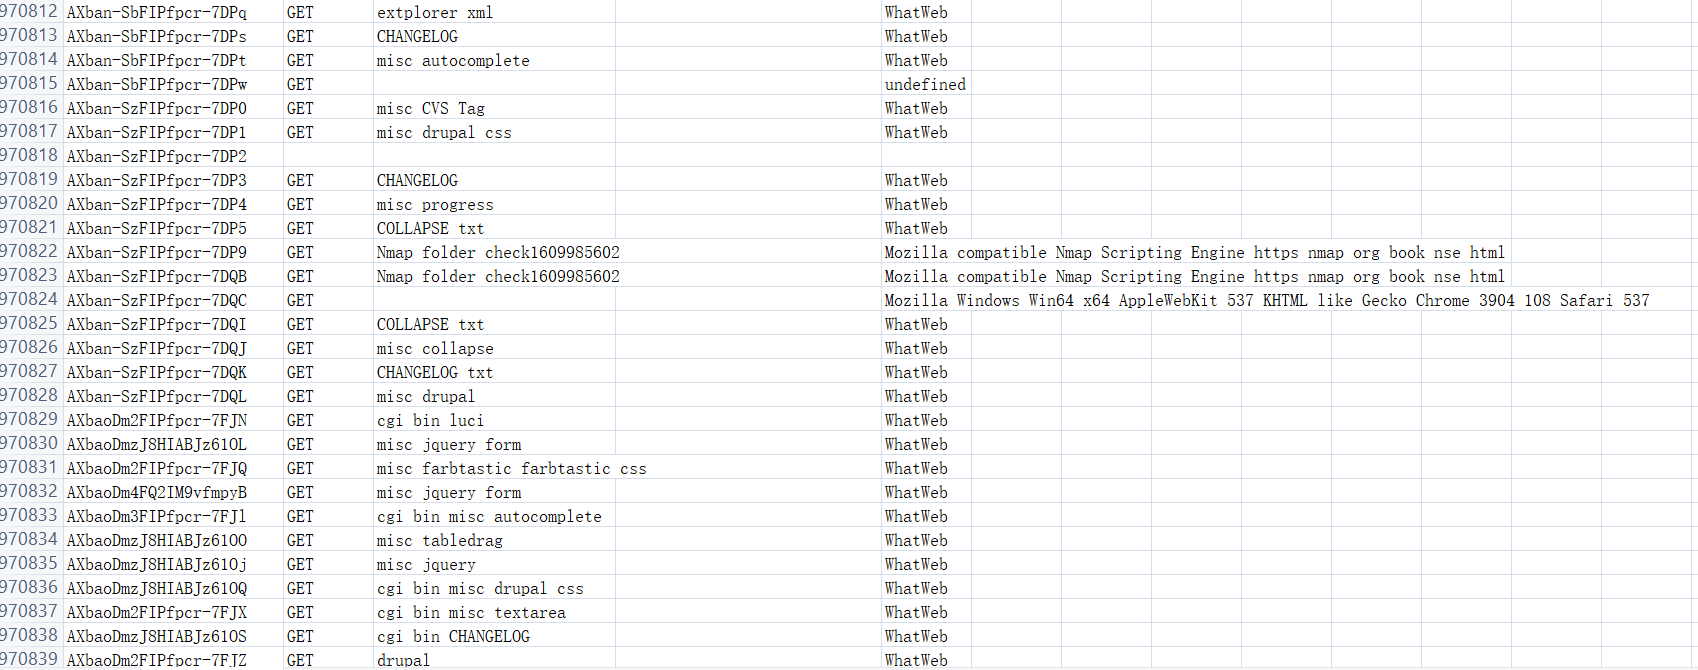 970812 AXban-SbFIPfpcr-7DPq GET extplorer xml WhatWeb
970813 AXban-SbFIPfpcr-7DPs GET CHANGELOG WhatWeb
970814 AXban-SbFIPfpcr-7DPt GET misc autocomplete WhatWeb
970815 AXban-SbFIPfpcr-7DPw GET undefined
970816 AXban-SzFIPfpcr-7DP0 GET misc CVS Tag WhatWeb
970817 AXban-SzFIPfpcr-7DP1 GET misc drupal css WhatWeb
970818 AXban-SzFIPfpcr-7DP2
970819 AXban-SzFIPfpcr-7DP3 GET CHANGELOG WhatWeb
970820 AXban-SzFIPfpcr-7DP4 GET misc progress WhatWeb
970821 AXban-SzFIPfpcr-7DP5 GET COLLAPSE txt WhatWeb
970822 AXban-SzFIPfpcr-7DP9 GET Nmap folder check1609985602 Mozilla compatible Nmap Scripting Engine https nmap org book nse html
970823 AXban-SzFIPfpcr-7DQB GET Nmap folder check1609985602 Mozilla compatible Nmap Scripting Engine https nmap org book nse html
970824 AXban-SzFIPfpcr-7DQC GET Mozilla Windows Win64 x64 AppleWebKit 537 KHTML like Gecko Chrome 3904 108 Safari 537
970825 AXban-SzFIPfpcr-7DQI GET COLLAPSE txt WhatWeb
970826 AXban-SzFIPfpcr-7DQJ GET misc collapse WhatWeb
970827 AXban-SzFIPfpcr-7DQK GET CHANGELOG txt WhatWeb
970828 AXban-SzFIPfpcr-7DQL GET misc drupal WhatWeb
970829 AXbaoDm2FIPfpcr-7FJN GET cgi bin luci WhatWeb
970830 AXbaoDmzJ8HIABJz61OL GET misc jquery form WhatWeb
970831 AXbaoDm2FIPfpcr-7FJQ GET misc farbtastic farbtastic css WhatWeb
970832 AXbaoDm4FQ2IM9vfmpyB GET misc jquery form WhatWeb
970833 AXbaoDm3FIPfpcr-7FJl GET cgi bin misc autocomplete WhatWeb
970834 AXbaoDmzJ8HIABJz61OO GET misc tabledrag WhatWeb
970835 AXbaoDmzJ8HIABJz61Oj GET misc jquery WhatWeb
970836 AXbaoDmzJ8HIABJz61OQ GET cgi bin misc drupal css WhatWeb
970837 AXbaoDm2FIPfpcr-7FJX GET cgi bin misc textarea WhatWeb
970838 AXbaoDmzJ8HIABJz61OS GET cgi bin CHANGELOG WhatWeb
970839 AXbaoDm2FIPfpcr-7FJZ GET drupal WhatWeb